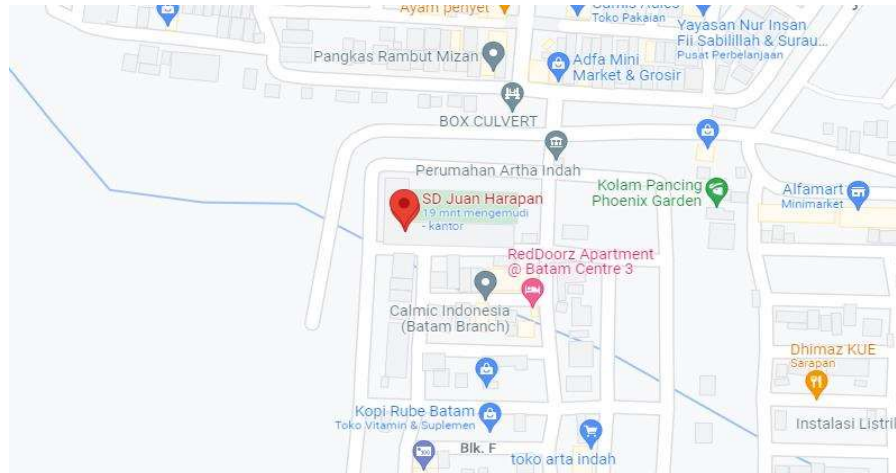 Ayam penyet
Toko Pakaian
Yayasan Nur Insan
Fii Sabilillah & Surau...
Pusat Perbelanjaan
Pangkas Rambut Mizan
Adfa Mini
Market & Grosir
BOX CULVERT
Perumahan Artha Indah
Kolam Pancing
Phoenix Garden
Alfamart
Minimarket
SD Juan Harapan
19 mnt mengemudi
- kantor
RedDoorz Apartment
@ Batam Centre 3
Calmic Indonesia
(Batam Branch)
Dhimaz KUE
Sarapan
Kopi Rube Batam
Toko Vitamin & Suplemen
Instalasi Listri
Blk. F
toko arta indah